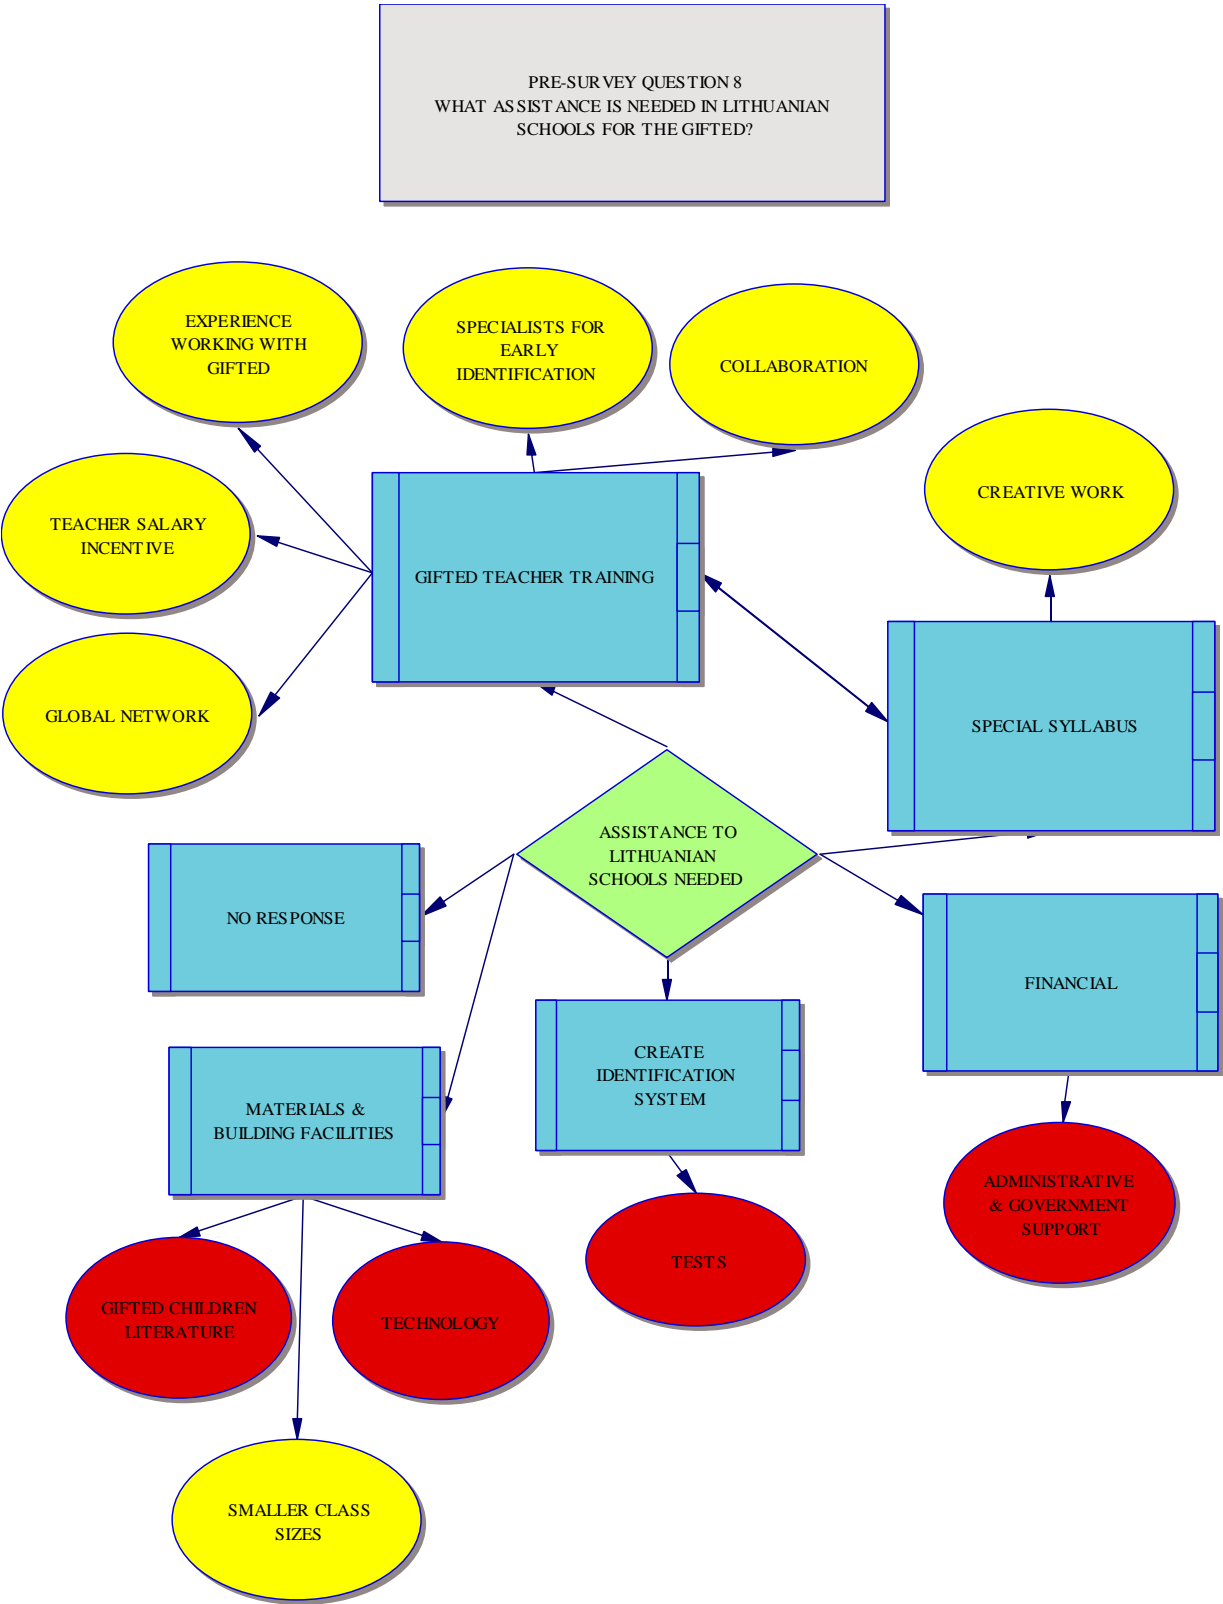 PRE-SURVEY QUESTION 8
WHAT ASSISTANCE IS NEEDED IN LITHUANIAN
SCHOOLS FOR THE GIFTED?
EXPERIENCE
WORKING WITH
GIFTED
SPECIALISTS FOR
EARLY
IDENTIFICATION
COLLABORATION
CREATIVE WORK
TEACHER SALARY
INCENTIVE
GIFTED TEACHER TRAINING
GLOBAL NETWORK
SPECIAL SYLLABUS
ASSISTANCE TO
LITHUANIAN
SCHOOLS NEEDED
NO RESPONSE
FINANCIAL
CREATE
IDENTIFICATION
SYSTEM
MATERIALS &
BUILDING FACILITIES
ADMINISTRATIVE
& GOVERNMENT
SUPPORT
TESTS
GIFTED CHILDREN
LITERATURE
TECHNOLOGY
SMALLER CLASS
SIZES